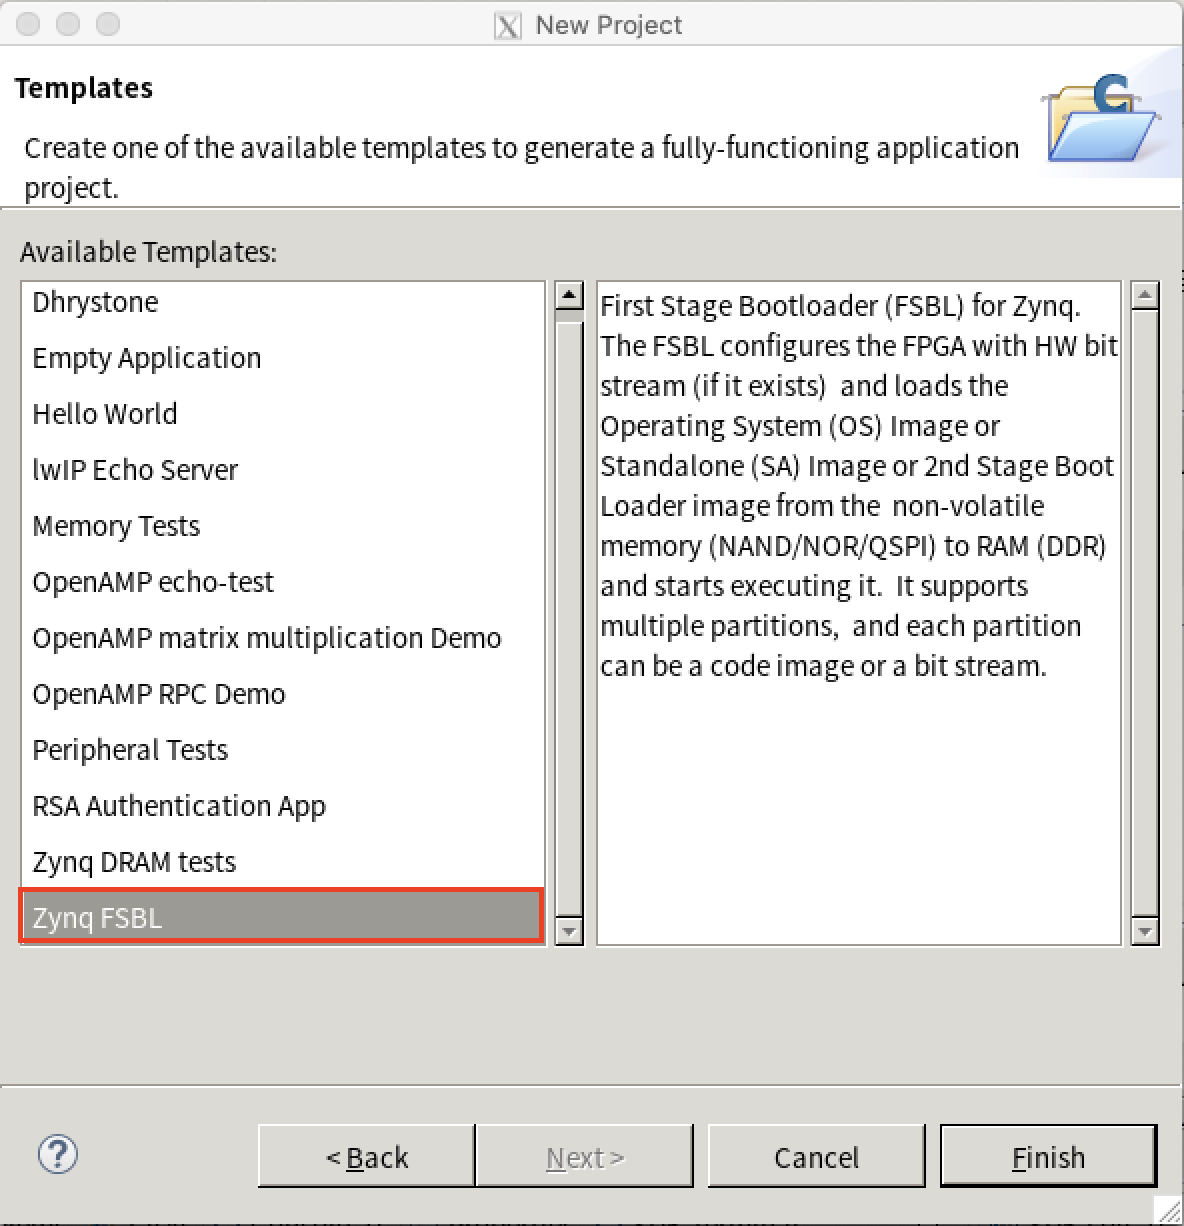 New Project
Templates
Create one of the available templates to generate a fully-functioning application
project.
Available Templates:
Dhrystone
Empty Application
Hello World
lwIP Echo Server
Memory Tests
OpenAMP echo-test
OpenAMP matrix multiplication Demo
OpenAMP RPC Demo
Peripheral Tests
RSA Authentication App
Zynq DRAM tests
Zynq FSBL
First Stage Bootloader (FSBL) for Zynq.
The FSBL configures the FPGA with HW bit
stream (if it exists)  and loads the
Operating System (OS) Image or
Standalone (SA) Image or 2nd Stage Boot
Loader image from the  non-volatile
memory (NAND/NOR/QSPI) to RAM (DDR)
and starts executing it.  It supports
multiple partitions,  and each partition
can be a code image or a bit stream.
?
< Back
Next >
Cancel
Finish